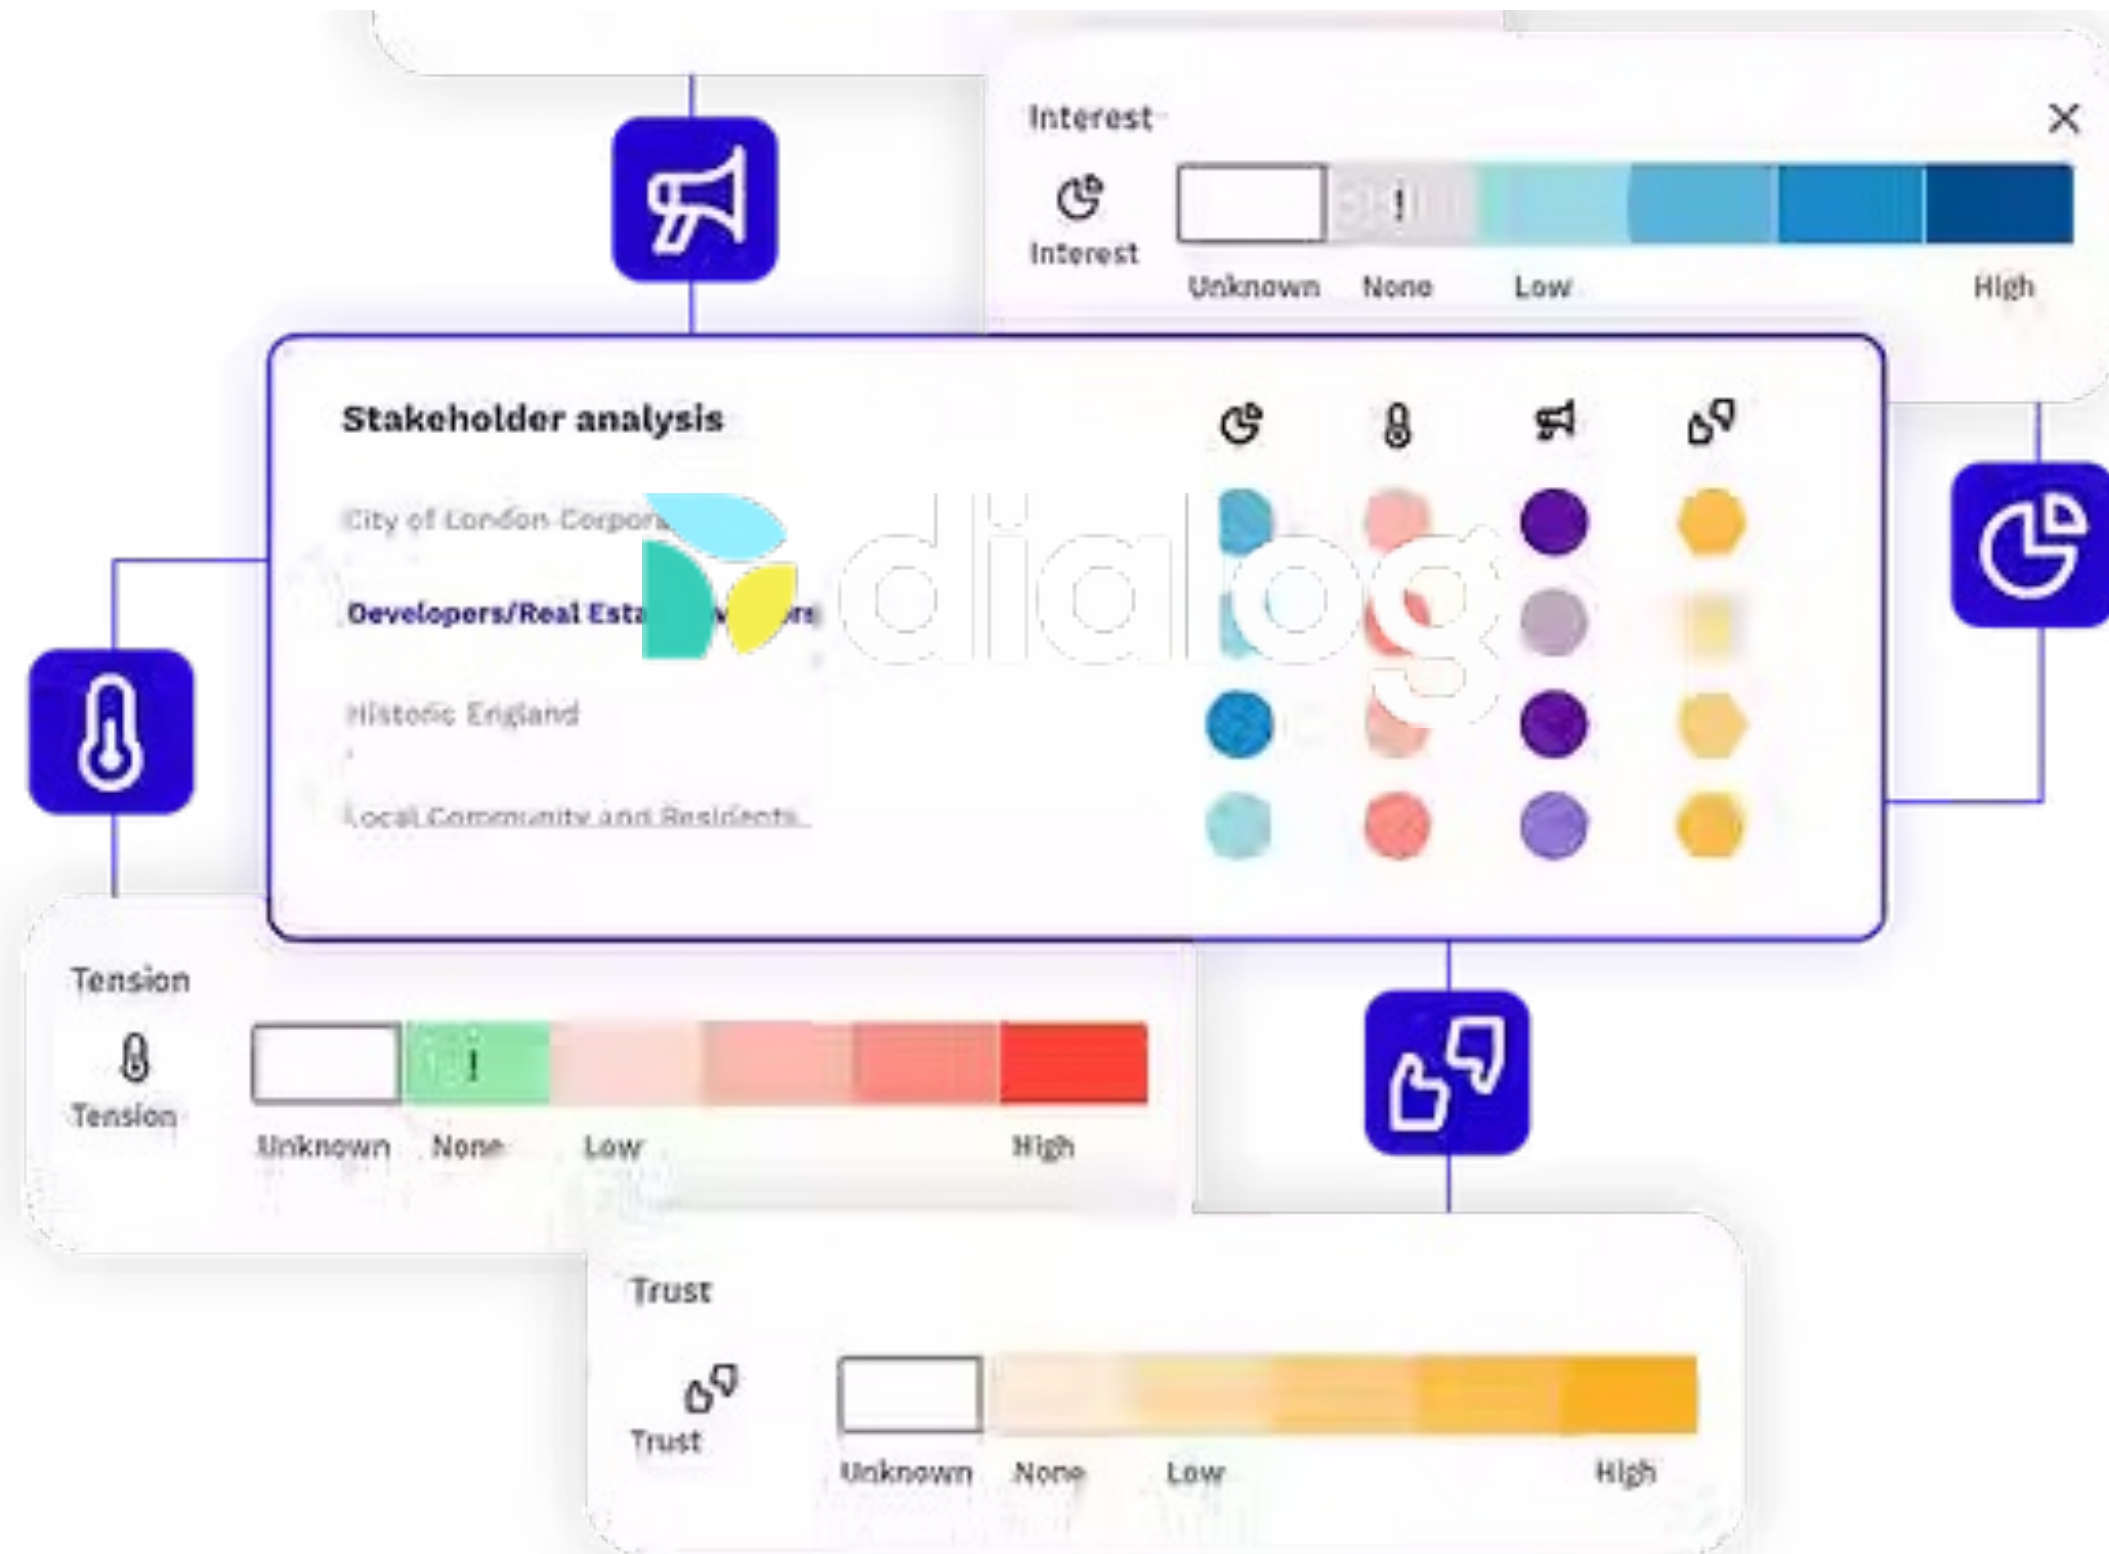 Interest
!
Interest
Unknown None Low High
Stakeholder analysis
City of London Corpora
dialog
Developers/Real Esta
Historic England
Local Community and Residents
Tension
!
Tension
Unknown None Low High
Trust
Trust
Unknown None Low High